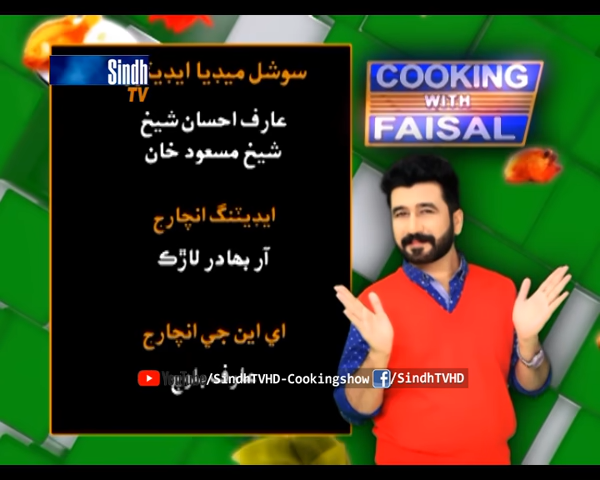 Sindh
TV
سوشل ميڊيا
عارف احسان شيخ
شيخ مسعود خان
ايڊيٽنگ انچارج
آر بهادر لاڙڪ
اي اين جي انچارج
COOKING
WITH
FAISAL
YouTube/SindhTVHD-Cookingshow f/SindhTVHD